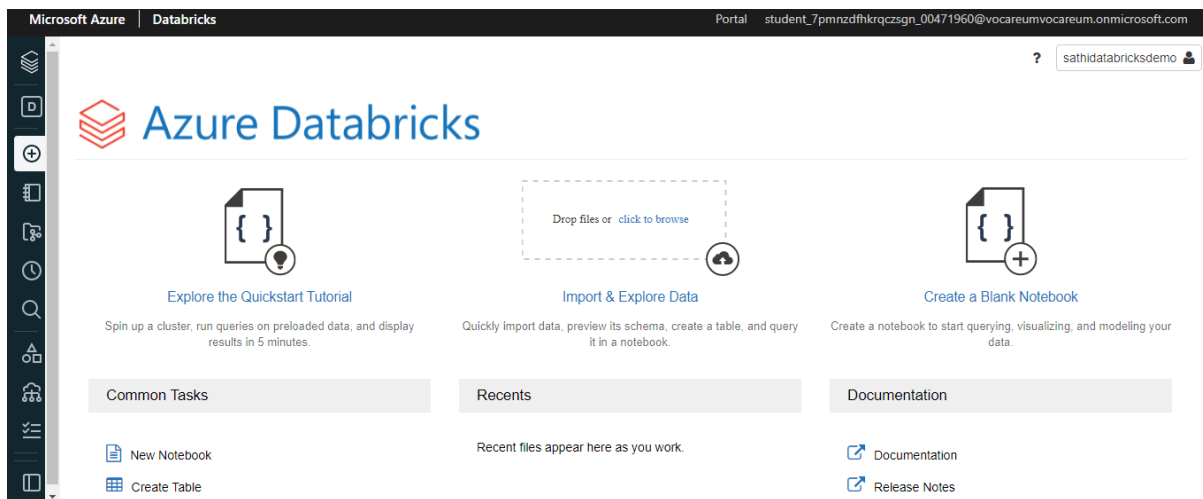 Microsoft Azure | Databricks
Portal student_7pmnzdfhkrqczsgn_00471960@vocareumvocareum.onmicrosoft.com
? sathidatabricksdemo
D
Azure Databricks
{ }
Drop files or click to browse
{ }
Explore the Quickstart Tutorial
Spin up a cluster, run queries on preloaded data, and display
results in 5 minutes.
Import & Explore Data
Quickly import data, preview its schema, create a table, and query
it in a notebook.
Create a Blank Notebook
Create a notebook to start querying, visualizing, and modeling your
data.
Common Tasks
New Notebook
Create Table
Recents
Recent files appear here as you work.
Documentation
Documentation
Release Notes